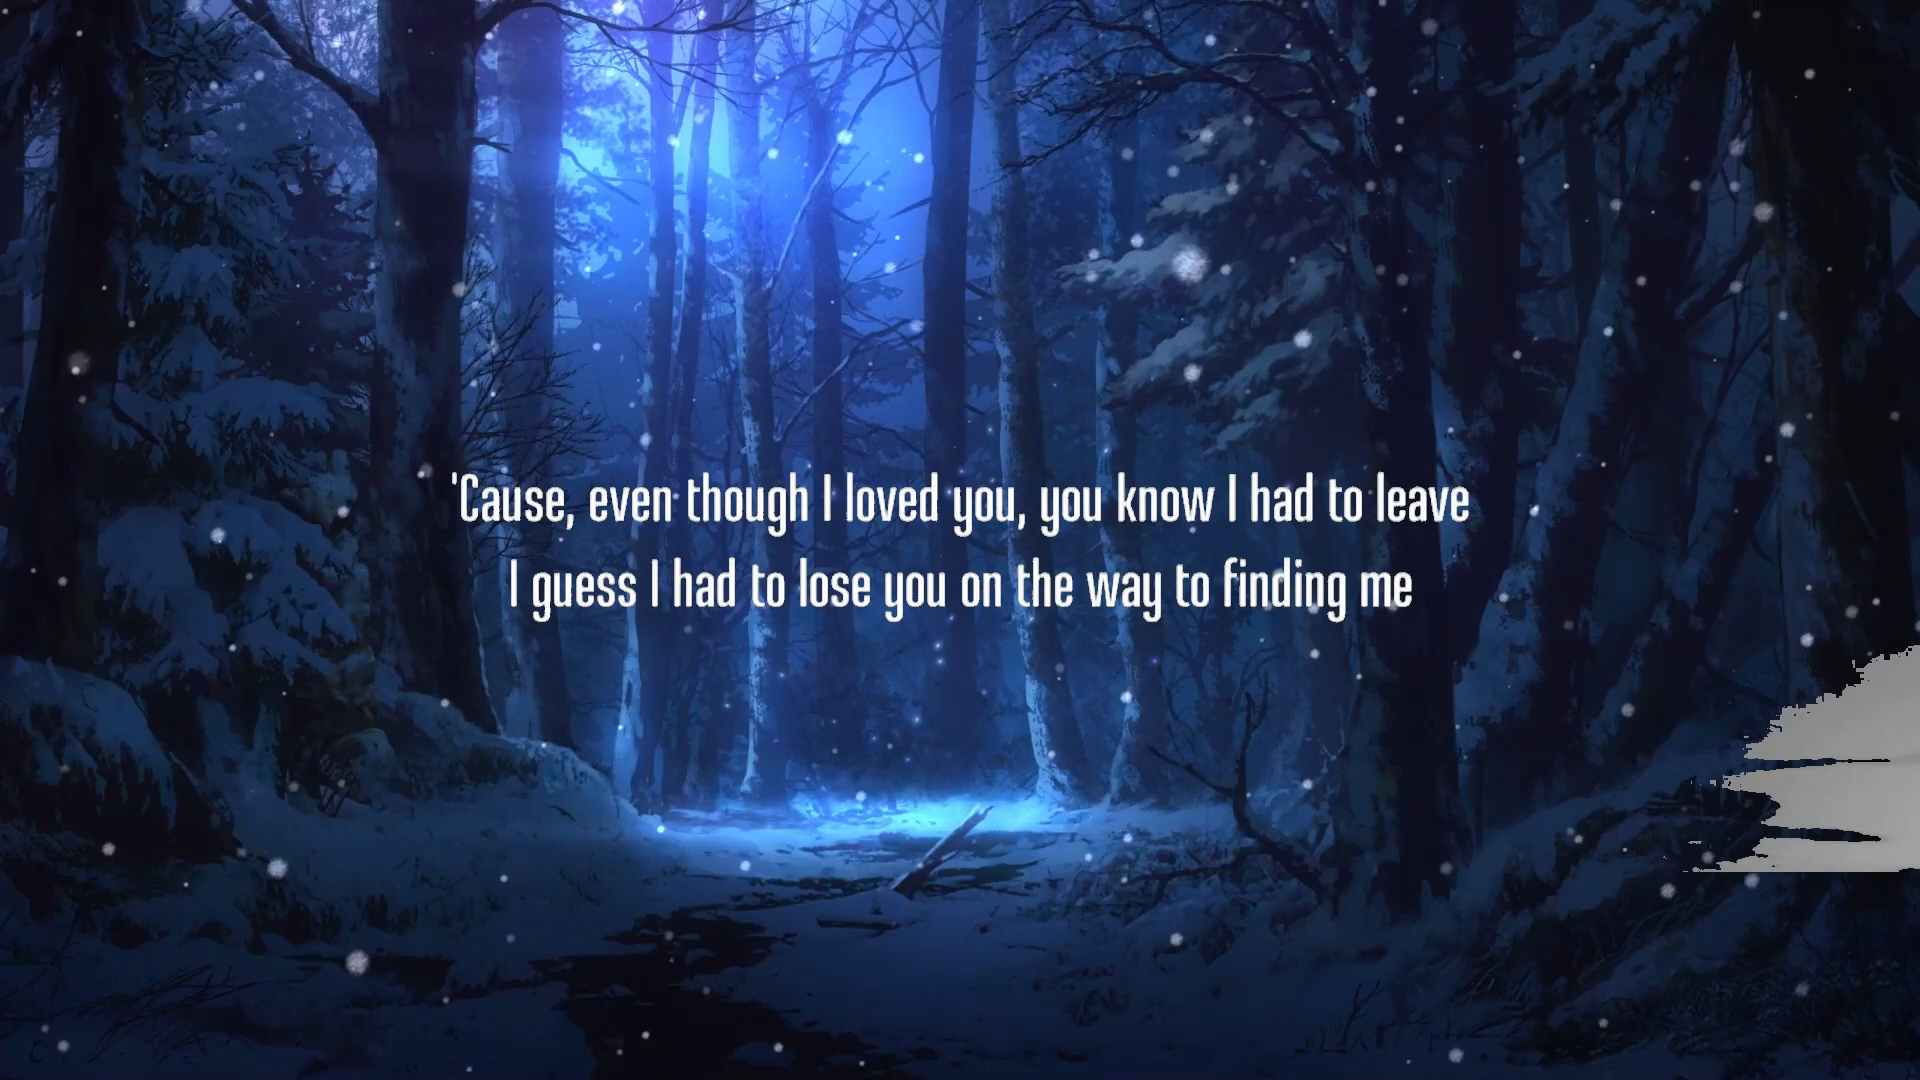 'Cause, even though I loved you, you know I had to leave
I guess I had to lose you on the way to finding me